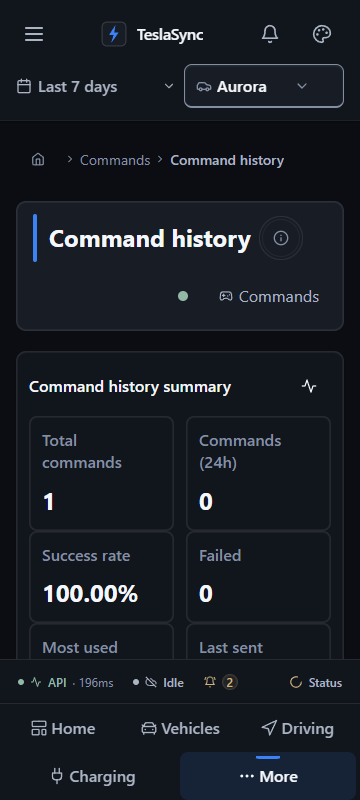 TeslaSync
Last 7 days
Aurora
Commands
Command history
Command history
Commands
Command history summary
Total
commands
1
Commands
(24h)
0
Success rate
100.00%
Failed
0
Most used
Last sent
API · 196ms
Idle
2
Status
Home
Vehicles
Driving
Charging
More